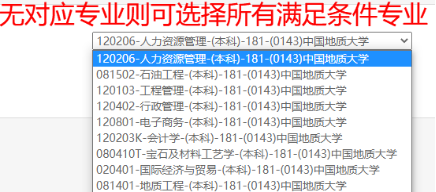 无对应专业则可选择所有满足条件专业
120206-人力资源管理-(本科)-181-(0143)中国地质大学
120206-人力资源管理-(本科)-181-(0143)中国地质大学
081502-石油工程-(本科)-181-(0143)中国地质大学
120103-工程管理-(本科)-181-(0143)中国地质大学
120402-行政管理-(本科)-181-(0143)中国地质大学
120801-电子商务-(本科)-181-(0143)中国地质大学
120203K-会计学-(本科)-181-(0143)中国地质大学
080410T-宝石及材料工艺学-(本科)-181-(0143)中国地质大学
020401-国际经济与贸易-(本科)-181-(0143)中国地质大学
081401-地质工程-(本科)-181-(0143)中国地质大学